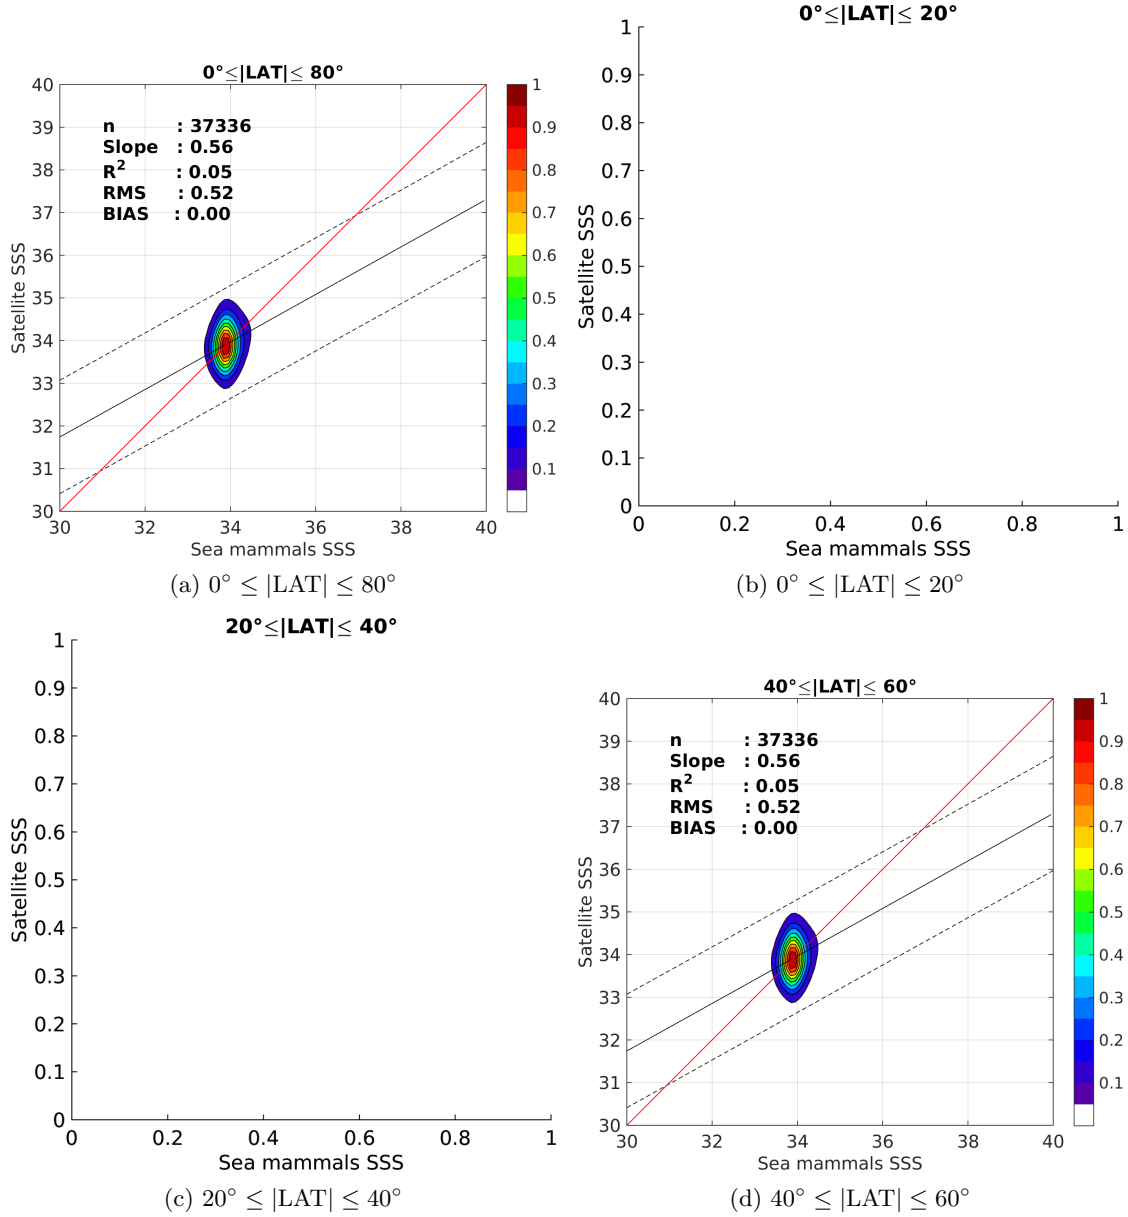 0°≤|LAT|≤ 80°
40
39
38
37
36
35
34
33
32
31
30
n : 37336
Slope : 0.56
R² : 0.05
RMS : 0.52
BIAS : 0.00
Satellite SSS
30 32 34 36 38 40
Sea mammals SSS
1
0.9
0.8
0.7
0.6
0.5
0.4
0.3
0.2
0.1
(a) 0° ≤ |LAT| ≤ 80°
0°≤|LAT|≤ 20°
1
0.9
0.8
0.7
0.6
0.5
0.4
0.3
0.2
0.1
0
Satellite SSS
0 0.2 0.4 0.6 0.8 1
Sea mammals SSS
(b) 0° ≤ |LAT| ≤ 20°
20°≤|LAT|≤ 40°
1
0.9
0.8
0.7
0.6
0.5
0.4
0.3
0.2
0.1
0
Satellite SSS
0 0.2 0.4 0.6 0.8 1
Sea mammals SSS
(c) 20° ≤ |LAT| ≤ 40°
40°≤|LAT|≤ 60°
40
39
38
37
36
35
34
33
32
31
30
n : 37336
Slope : 0.56
R² : 0.05
RMS : 0.52
BIAS : 0.00
Satellite SSS
30 32 34 36 38 40
Sea mammals SSS
1
0.9
0.8
0.7
0.6
0.5
0.4
0.3
0.2
0.1
(d) 40° ≤ |LAT| ≤ 60°